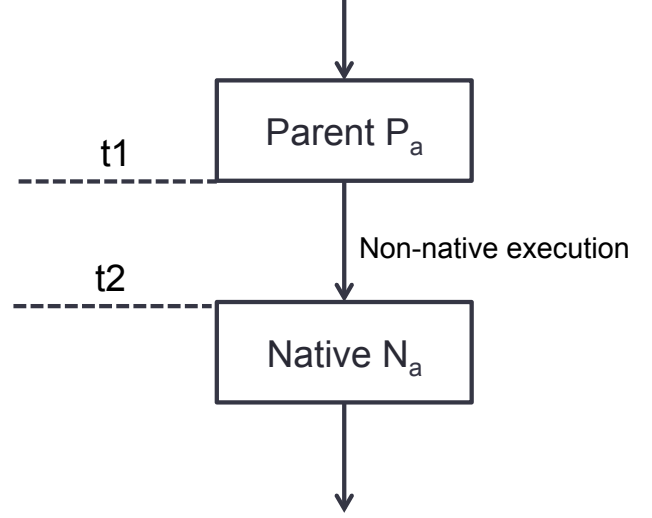 Parent Pₐ
t1
Non-native execution
t2
Native Nₐ